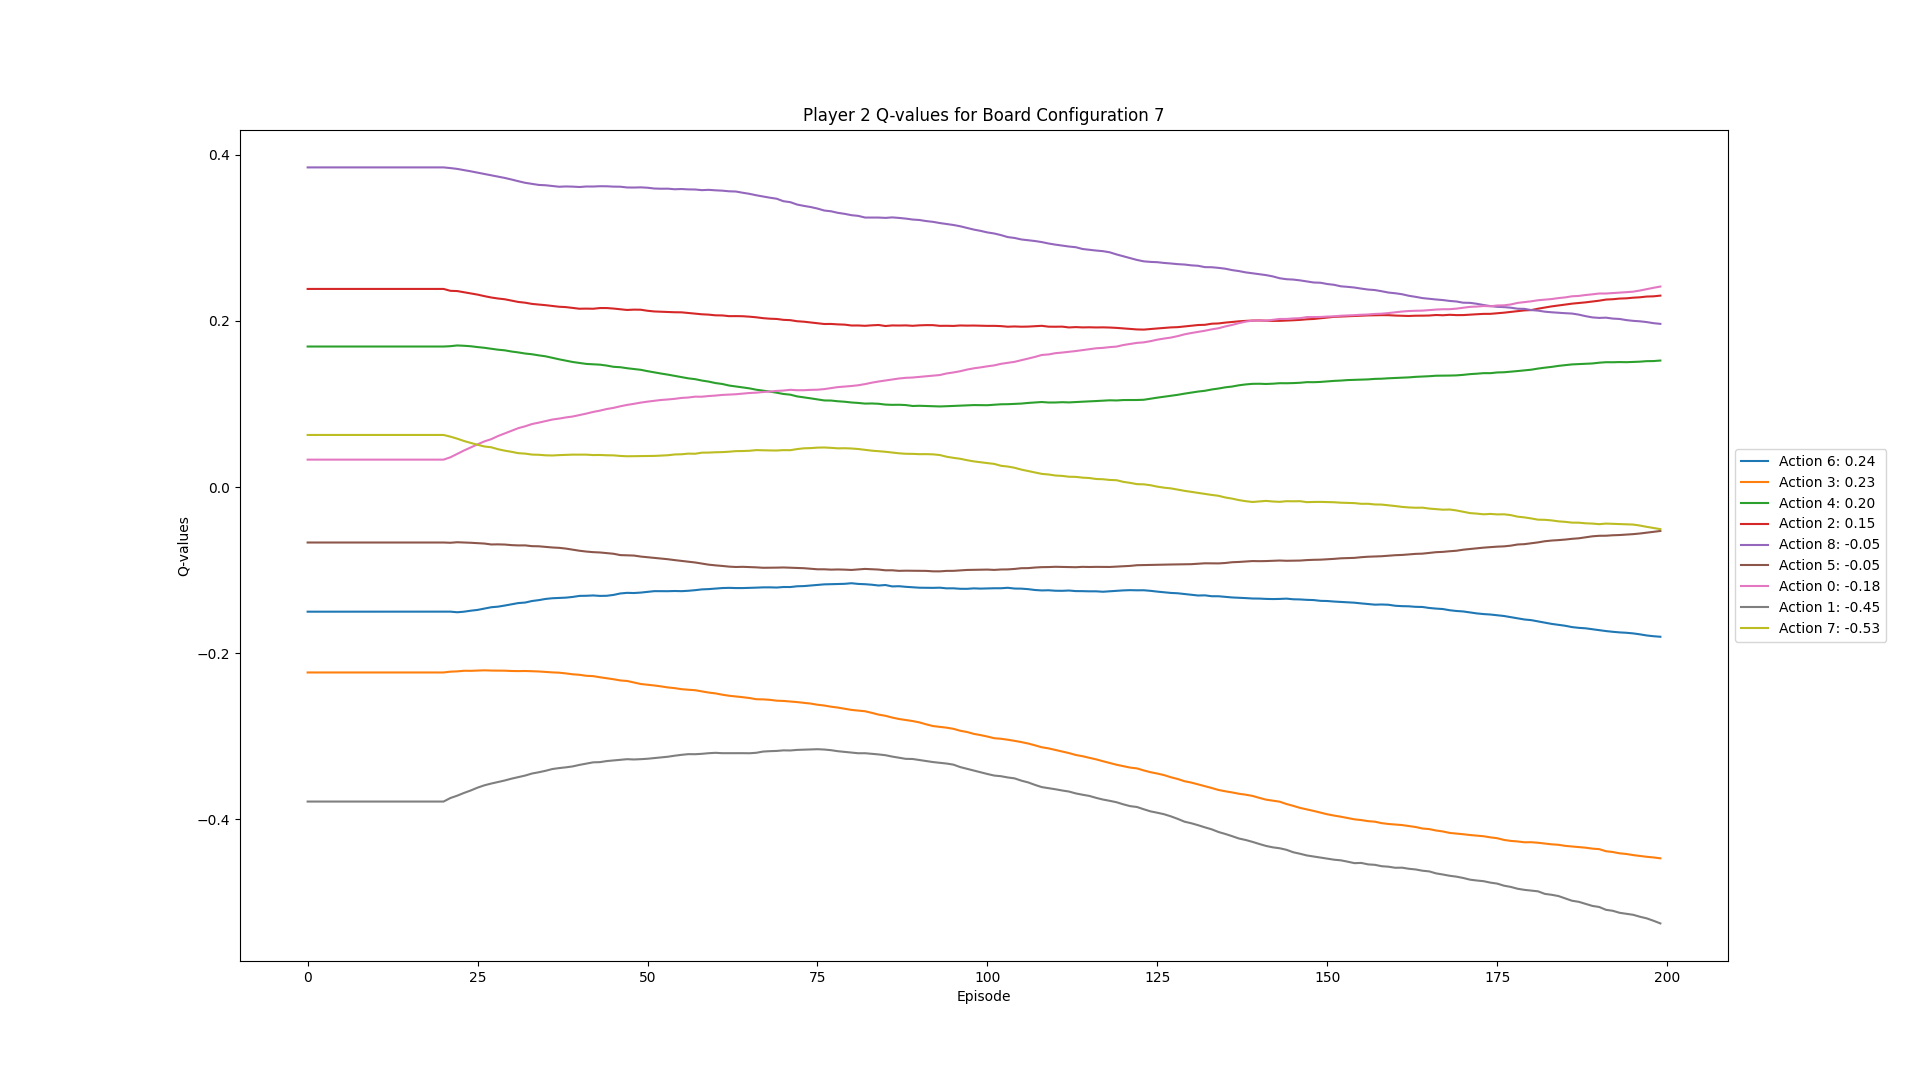 Player 2 Q-values for Board Configuration 7
0.4
0.2
0.0
−0.2
−0.4
Q-values
0 25 50 75 100 125 150 175 200
Episode
Action 6: 0.24
Action 3: 0.23
Action 4: 0.20
Action 2: 0.15
Action 8: -0.05
Action 5: -0.05
Action 0: -0.18
Action 1: -0.45
Action 7: -0.53